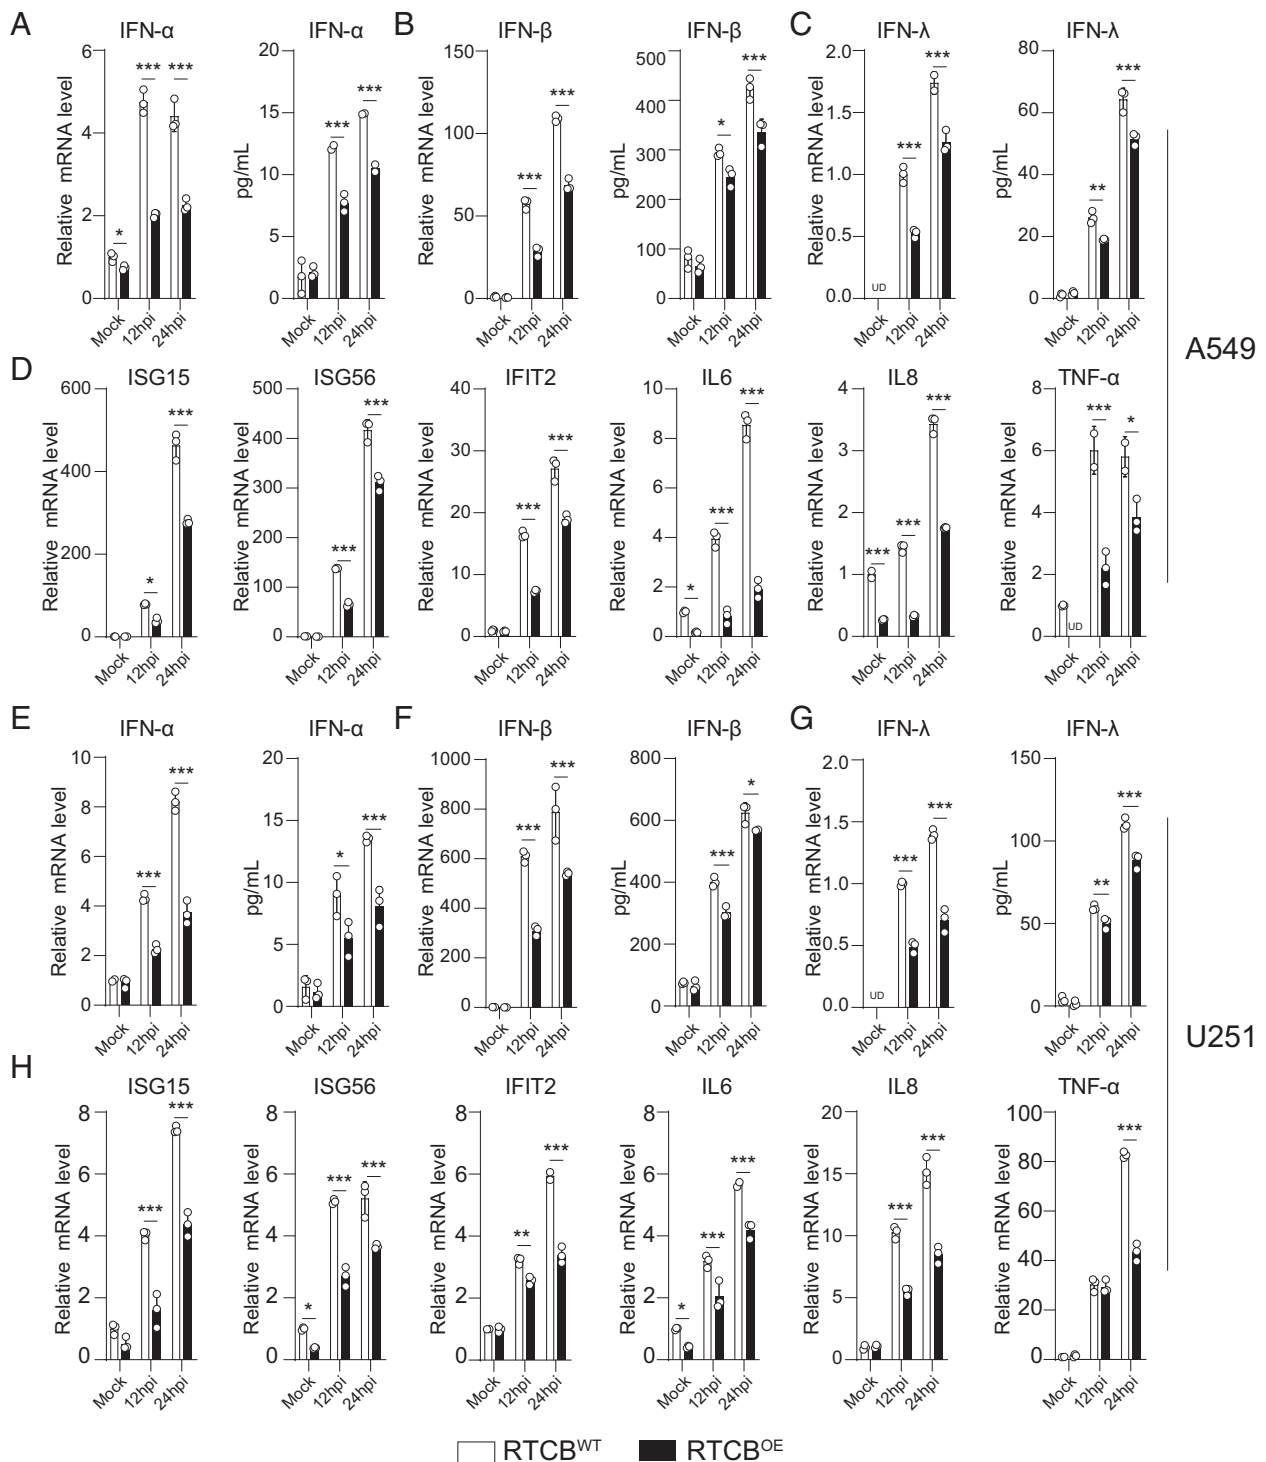 A
IFN-α
IFN-α
B
IFN-β
IFN-β
C
IFN-λ
IFN-λ
Relative mRNA level
6
4
2
0
* *** ***
Mock 12hpi 24hpi
pg/mL
20
15
10
5
0
*** ***
Mock 12hpi 24hpi
Relative mRNA level
150
100
50
0
*** ***
Mock 12hpi 24hpi
pg/mL
500
400
300
200
100
0
* ***
Mock 12hpi 24hpi
Relative mRNA level
2.0
1.5
1.0
0.5
0.0
UD *** ***
Mock 12hpi 24hpi
pg/mL
80
60
40
20
0
** ***
Mock 12hpi 24hpi
A549
D
ISG15
Relative mRNA level
600
400
200
0
* ***
Mock 12hpi 24hpi
ISG56
Relative mRNA level
500
400
300
200
100
0
*** ***
Mock 12hpi 24hpi
IFIT2
Relative mRNA level
40
30
20
10
0
*** ***
Mock 12hpi 24hpi
IL6
Relative mRNA level
10
8
6
4
2
0
* *** ***
Mock 12hpi 24hpi
IL8
Relative mRNA level
4
3
2
1
0
*** *** ***
Mock 12hpi 24hpi
TNF-α
Relative mRNA level
8
6
4
2
0
UD *** *
Mock 12hpi 24hpi
E
IFN-α
Relative mRNA level
10
8
6
4
2
0
*** ***
Mock 12hpi 24hpi
IFN-α
pg/mL
20
15
10
5
0
* ***
Mock 12hpi 24hpi
F
IFN-β
Relative mRNA level
1000
800
600
400
200
0
*** ***
Mock 12hpi 24hpi
IFN-β
pg/mL
800
600
400
200
0
*** *
Mock 12hpi 24hpi
G
IFN-λ
Relative mRNA level
2.0
1.5
1.0
0.5
0.0
UD *** ***
Mock 12hpi 24hpi
IFN-λ
pg/mL
150
100
50
0
** ***
Mock 12hpi 24hpi
U251
H
ISG15
Relative mRNA level
8
6
4
2
0
*** ***
Mock 12hpi 24hpi
ISG56
Relative mRNA level
8
6
4
2
0
* *** ***
Mock 12hpi 24hpi
IFIT2
Relative mRNA level
8
6
4
2
0
** ***
Mock 12hpi 24hpi
IL6
Relative mRNA level
8
6
4
2
0
* *** ***
Mock 12hpi 24hpi
IL8
Relative mRNA level
20
15
10
5
0
*** ***
Mock 12hpi 24hpi
TNF-α
Relative mRNA level
100
80
60
40
20
0
***
Mock 12hpi 24hpi
RTCB^WT RTCB^OE